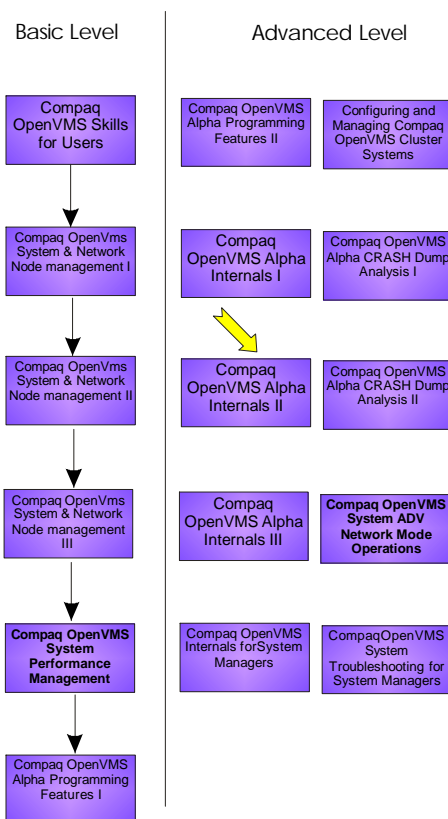 Basic Level
Compaq
OpenVMS Skills
for Users
Compaq OpenVms
System & Network
Node management I
Compaq OpenVms
System & Network
Node management II
Compaq OpenVms
System & Network
Node management
III
Compaq OpenVMS
System
Performance
Management
Compaq OpenVMS
Alpha Programming
Features I
Advanced Level
Compaq OpenVMS
Alpha Programming
Features II
Configuring and
Managing Compaq
OpenVMS Cluster
Systems
Compaq
OpenVMS Alpha
Internals I
Compaq OpenVMS
Alpha CRASH Dump
Analysis I
Compaq
OpenVMS Alpha
Internals II
Compaq OpenVMS
Alpha CRASH Dump
Analysis II
Compaq
OpenVMS Alpha
Internals III
Compaq OpenVMS
System ADV
Network Mode
Operations
Compaq OpenVMS
Internals forSystem
Managers
CompaqOpenVMS
System
Troubleshooting for
System Managers